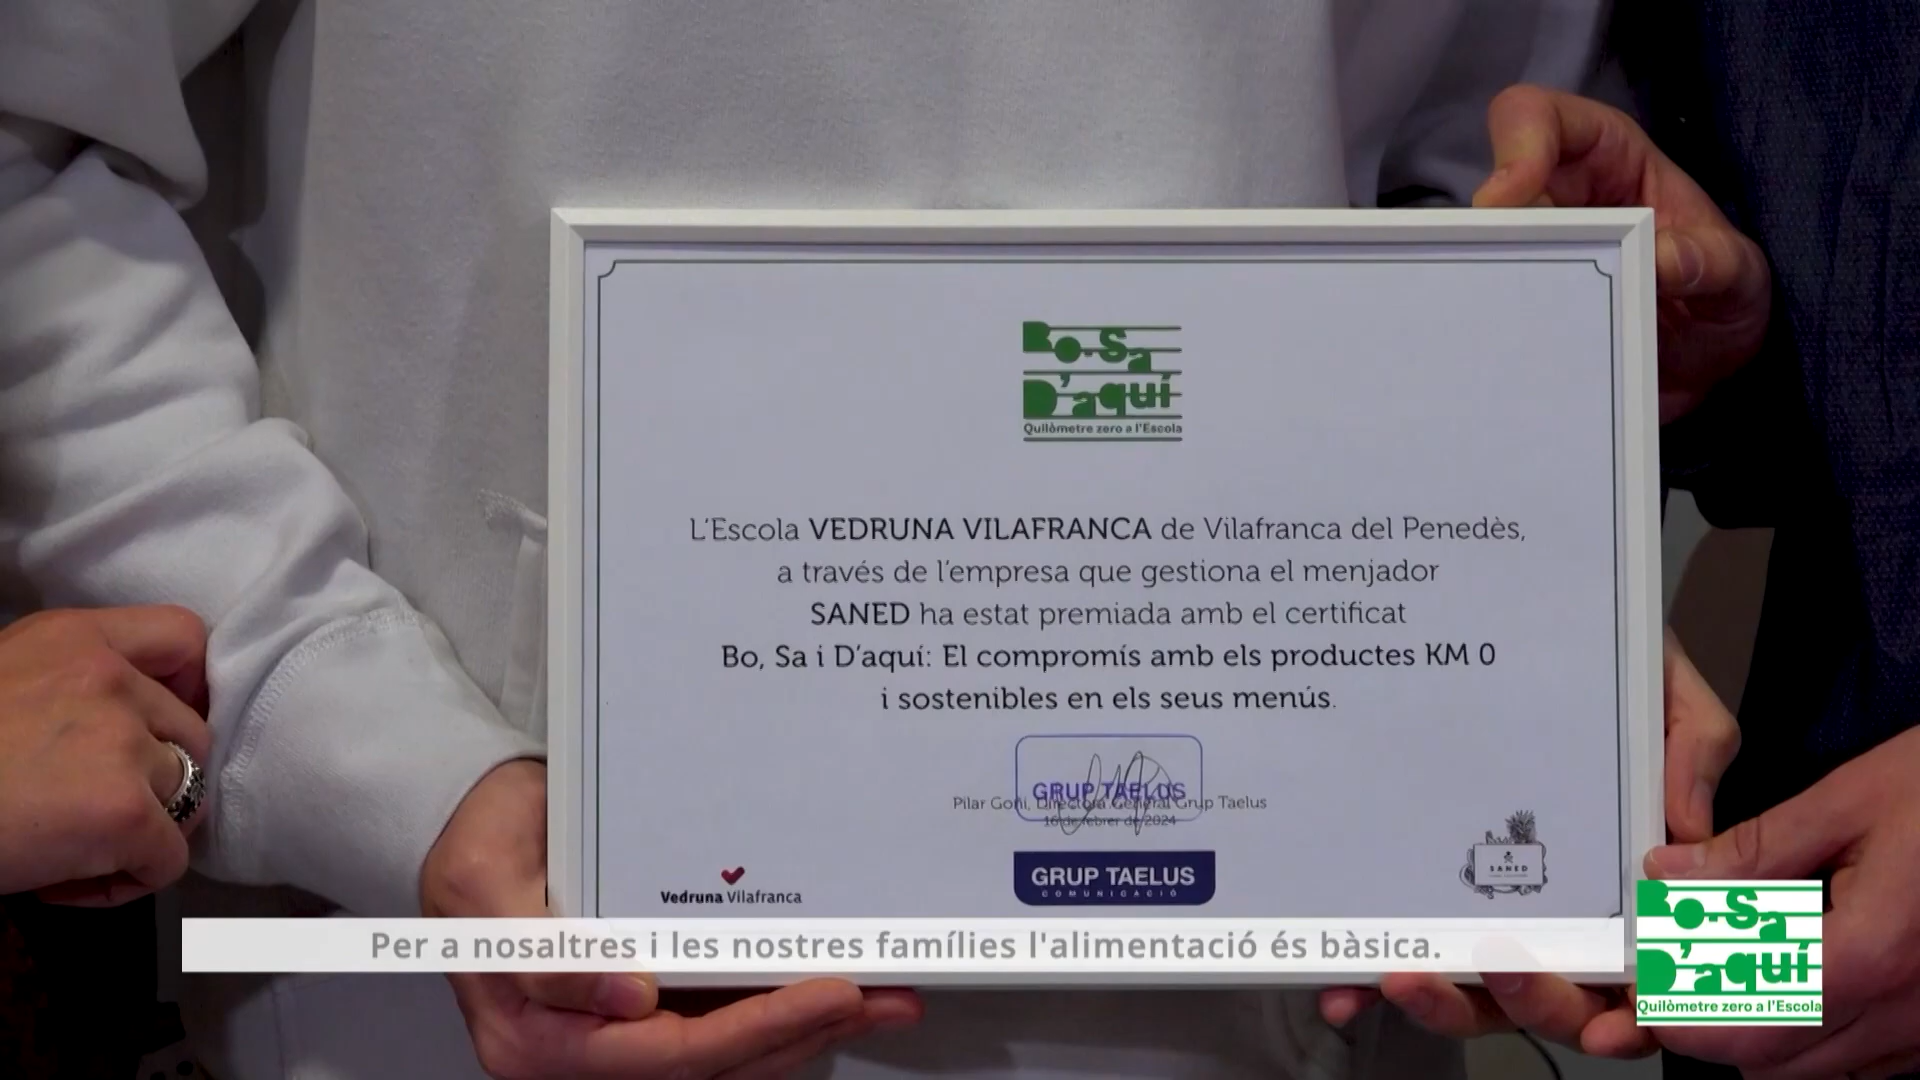 Bo.Sa
D'aquí
Quilòmetre zero a l'Escola
L'Escola VEDRUNA VILAFRANCA de Vilafranca del Penedès,
a través de l'empresa que gestiona el menjador
SANED ha estat premiada amb el certificat
Bo, Sa i D'aquí: El compromís amb els productes KM 0
i sostenibles en els seus menús.
GRUP TAELUS
Pilar Goñi, Directora General Grup Taelus
16 de febrer de 2024
GRUP TAELUS
COMUNICACIÓ
SANED
Vedruna Vilafranca
Per a nosaltres i les nostres famílies l'alimentació és bàsica.
Bo.Sa
D'aquí
Quilòmetre zero a l'Escola